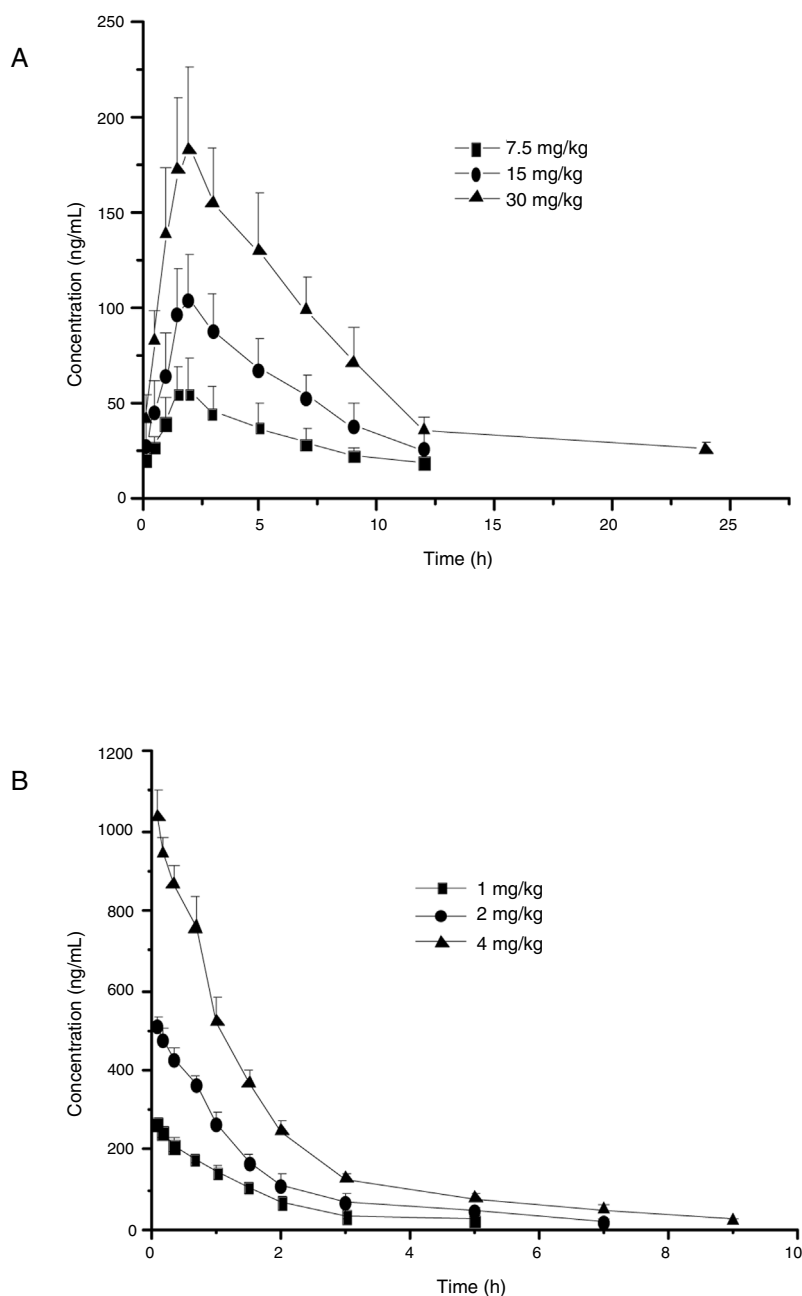 A
250
200
150
100
50
0
Concentration (ng/mL)
7.5 mg/kg
15 mg/kg
30 mg/kg
0 5 10 15 20 25
Time (h)
B
1200
1000
800
600
400
200
0
Concentration (ng/mL)
1 mg/kg
2 mg/kg
4 mg/kg
0 2 4 6 8 10
Time (h)